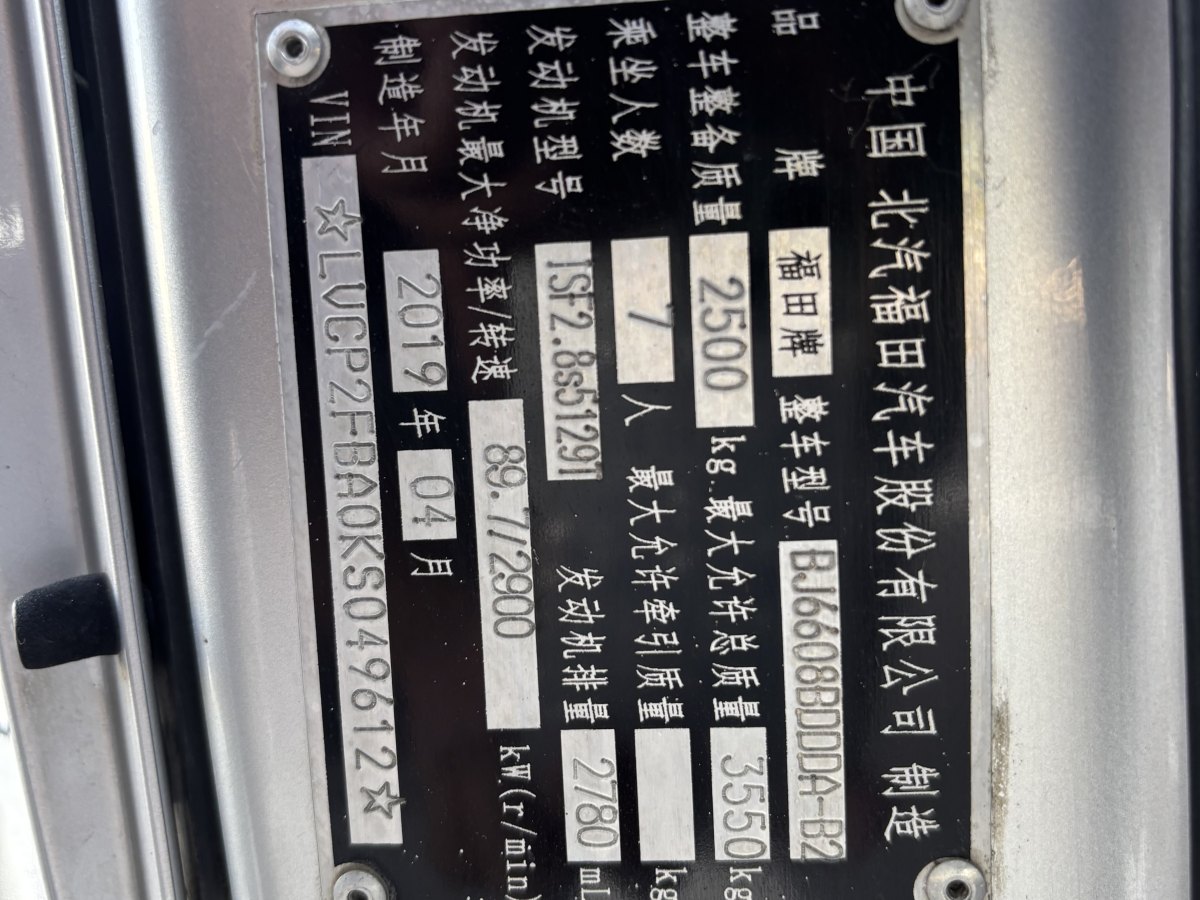 中国 北汽福田汽车股份有限公司 制造
品牌 福田牌 整车型号 BJ6608BDDDA-B2
整车整备质量 2500 kg 最大允许总质量 3550 kg
乘坐人数 7 人 最大允许牵引质量 kg
发动机型号 ISF2.8s5129T 发动机排量 2780 mL
发动机最大净功率/转速 89.7/2900 kW(r/min)
制造年月 2019 年 04 月
VIN ☆LVCP2FBA0KS049612☆